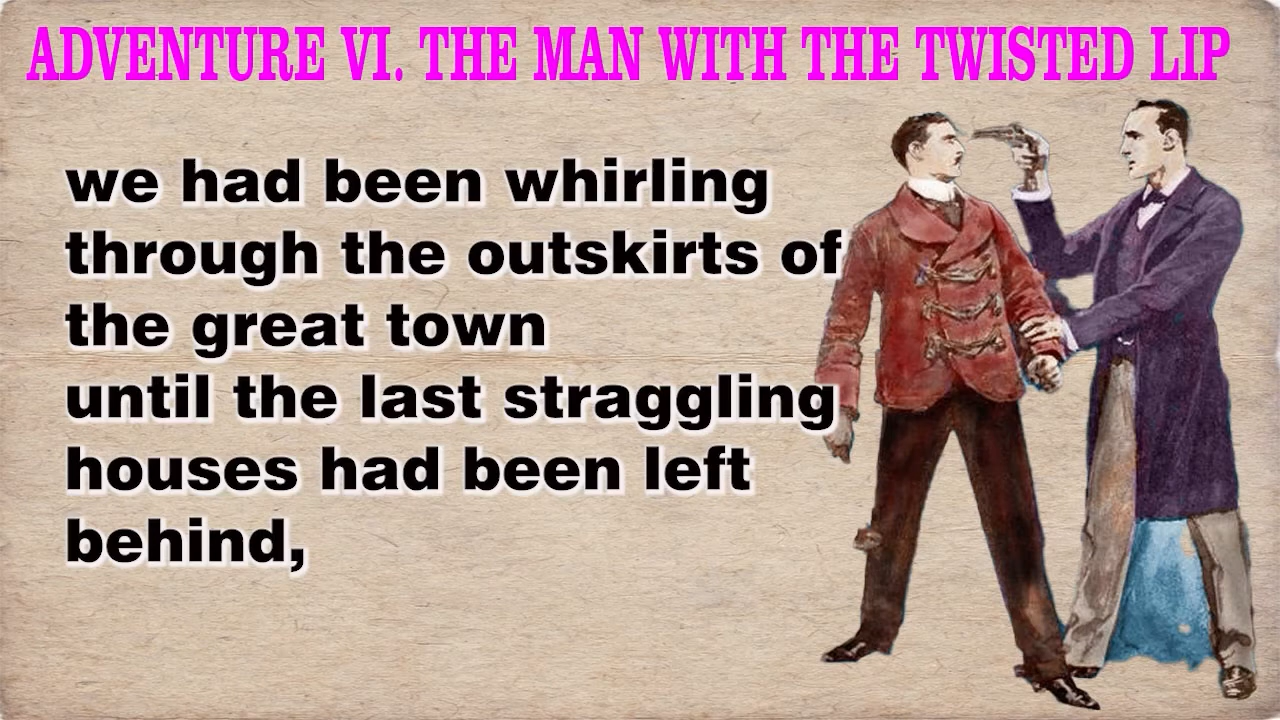 ADVENTURE VI. THE MAN WITH THE TWISTED LIP
we had been whirling
through the outskirts of
the great town
until the last straggling
houses had been left
behind,